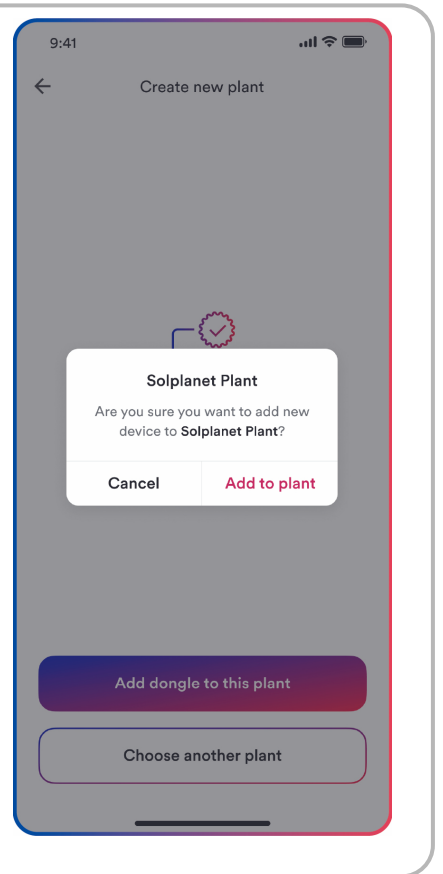 9:41
Create new plant
Solplanet Plant
Are you sure you want to add new
device to Solplanet Plant?
Cancel
Add to plant
Add dongle to this plant
Choose another plant